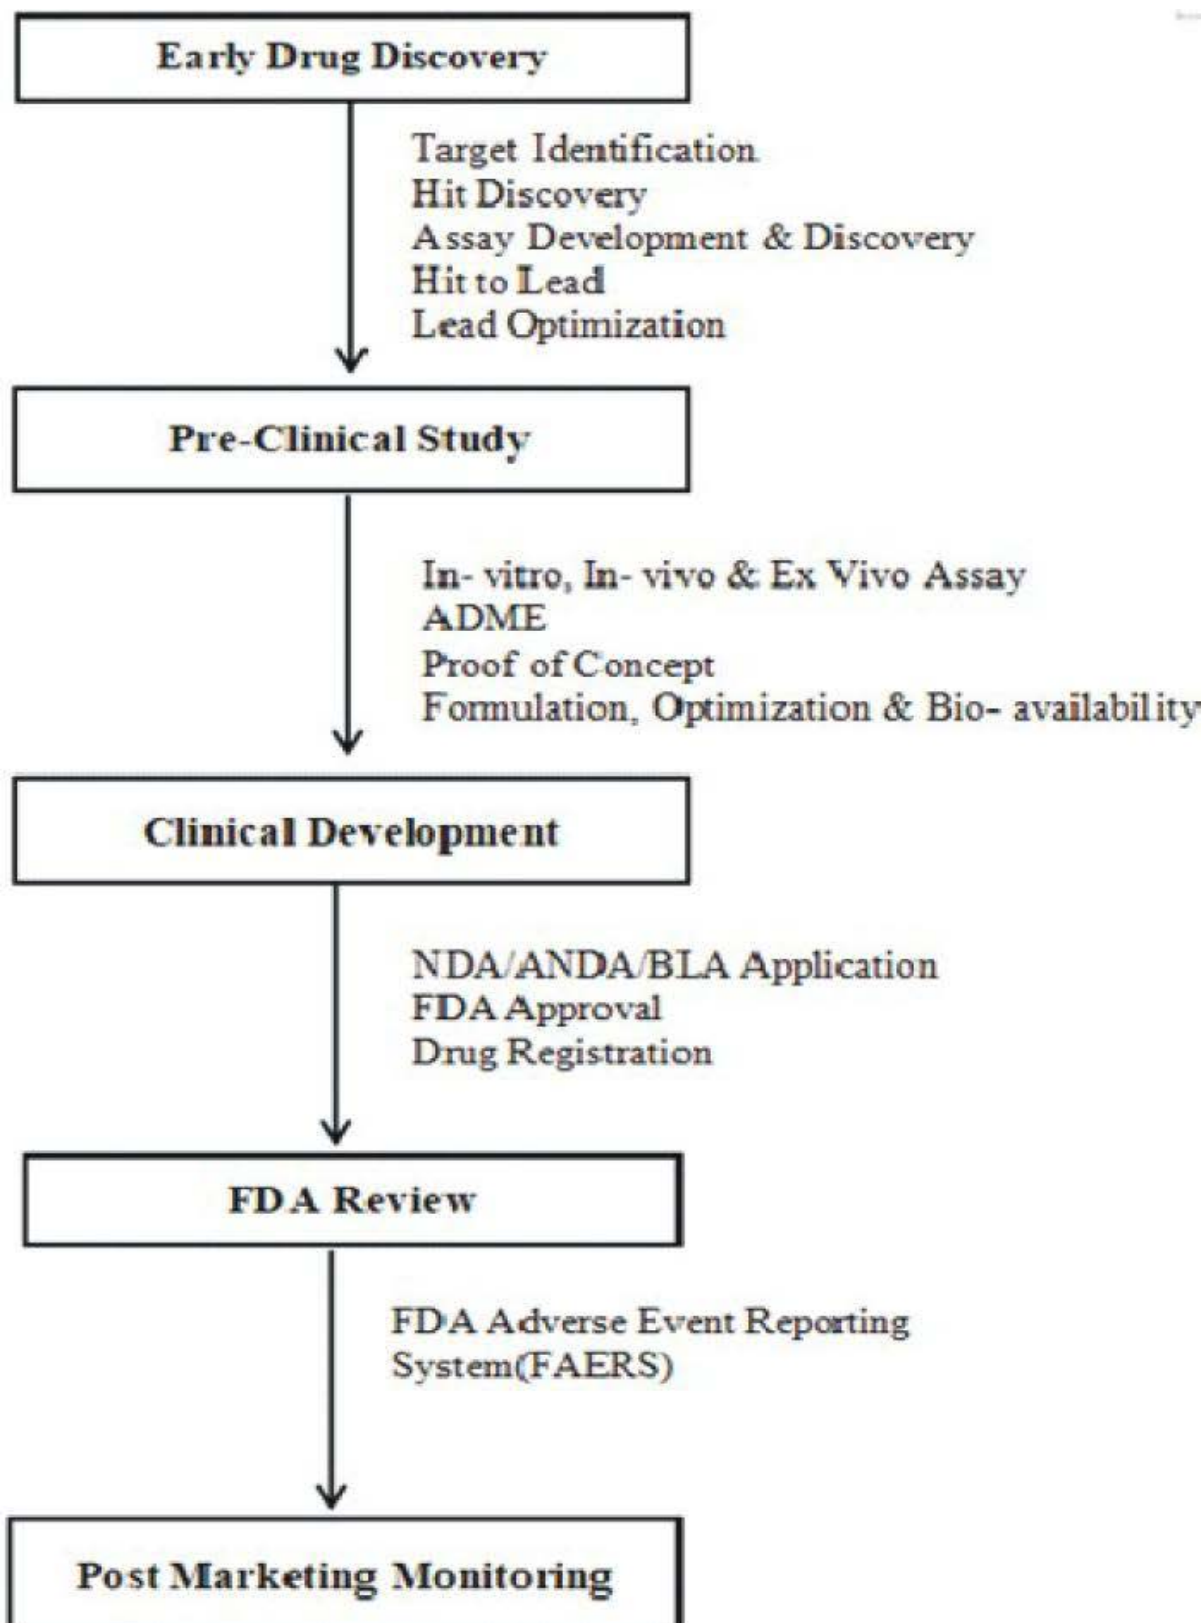 Early Drug Discovery
Target Identification
Hit Discovery
Assay Development & Discovery
Hit to Lead
Lead Optimization
Pre-Clinical Study
In- vitro, In- vivo & Ex Vivo Assay
ADME
Proof of Concept
Formulation, Optimization & Bio- availability
Clinical Development
NDA/ANDA/BLA Application
FDA Approval
Drug Registration
FDA Review
FDA Adverse Event Reporting
System(FAERS)
Post Marketing Monitoring